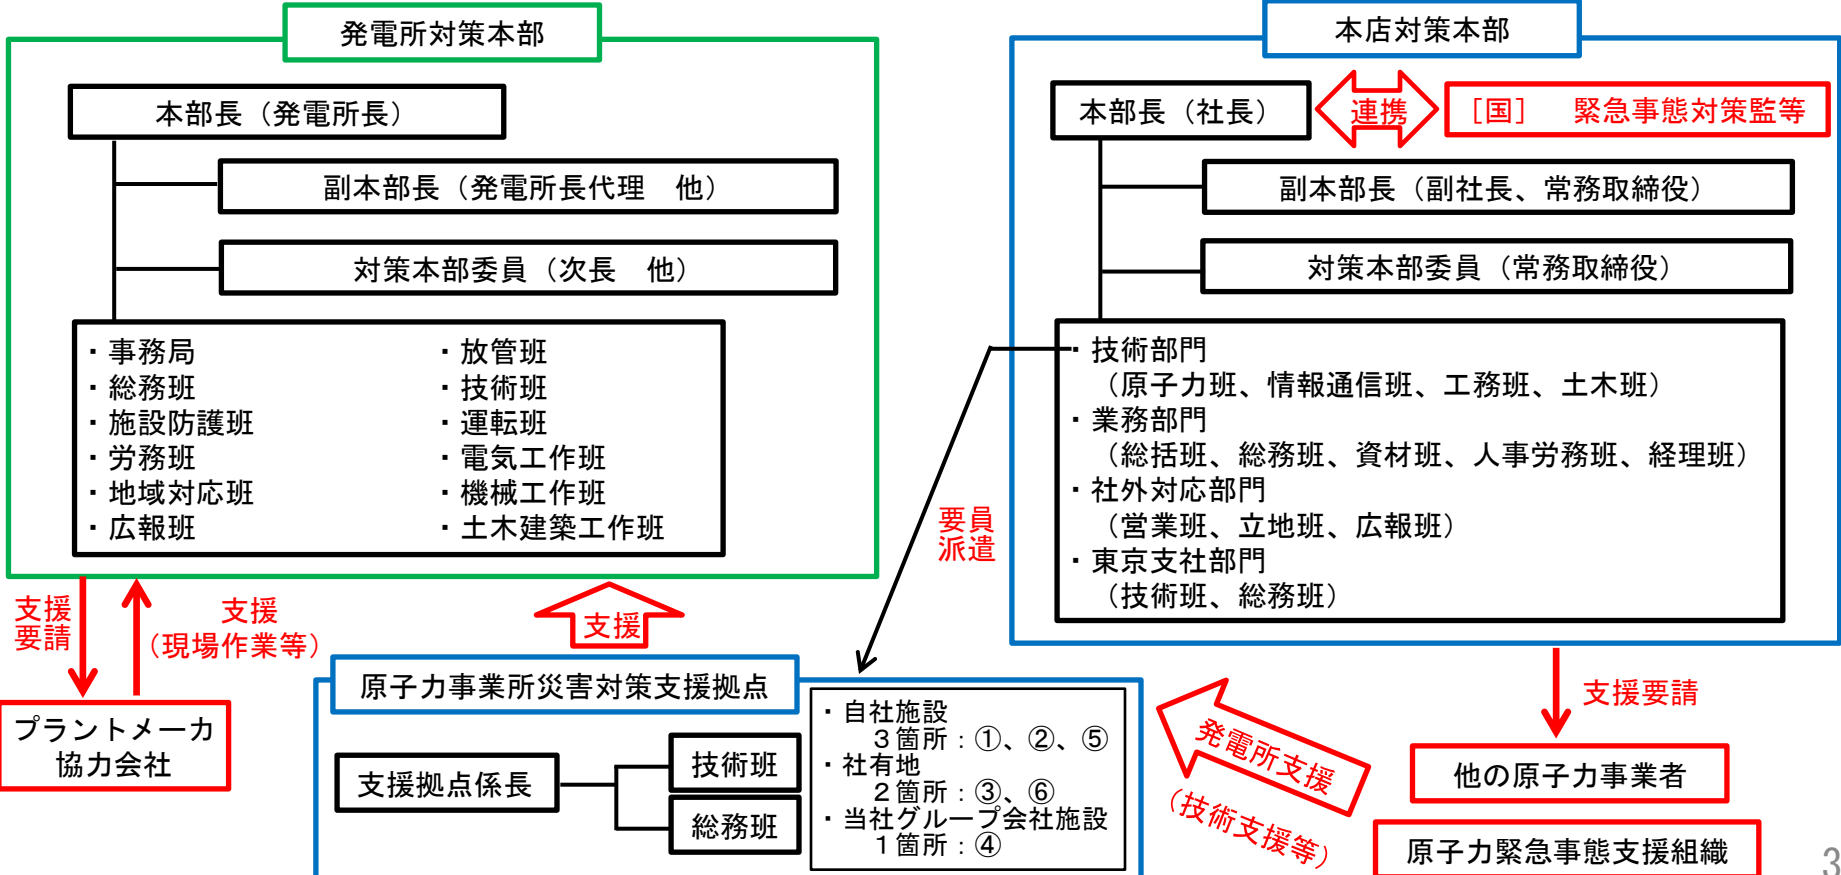 発電所対策本部
本部長（発電所長）
副本部長（発電所長代理　他）
対策本部委員（次長　他）
・事務局
・総務班
・施設防護班
・労務班
・地域対応班
・広報班
・放管班
・技術班
・運転班
・電気工作班
・機械工作班
・土木建築工作班
本店対策本部
本部長（社長）
連携
［国］　緊急事態対策監等
副本部長（副社長、常務取締役）
対策本部委員（常務取締役）
・技術部門
（原子力班、情報通信班、工務班、土木班）
・業務部門
（総括班、総務班、資材班、人事労務班、経理班）
・社外対応部門
（営業班、立地班、広報班）
・東京支社部門
（技術班、総務班）
要員
派遣
支援
要請
支援
（現場作業等）
支援
プラントメーカ
協力会社
原子力事業所災害対策支援拠点
支援拠点係長
技術班
総務班
・自社施設
３箇所：①、②、⑤
・社有地
２箇所：③、⑥
・当社グループ会社施設
１箇所：④
発電所支援
（技術支援等）
支援要請
他の原子力事業者
原子力緊急事態支援組織
3